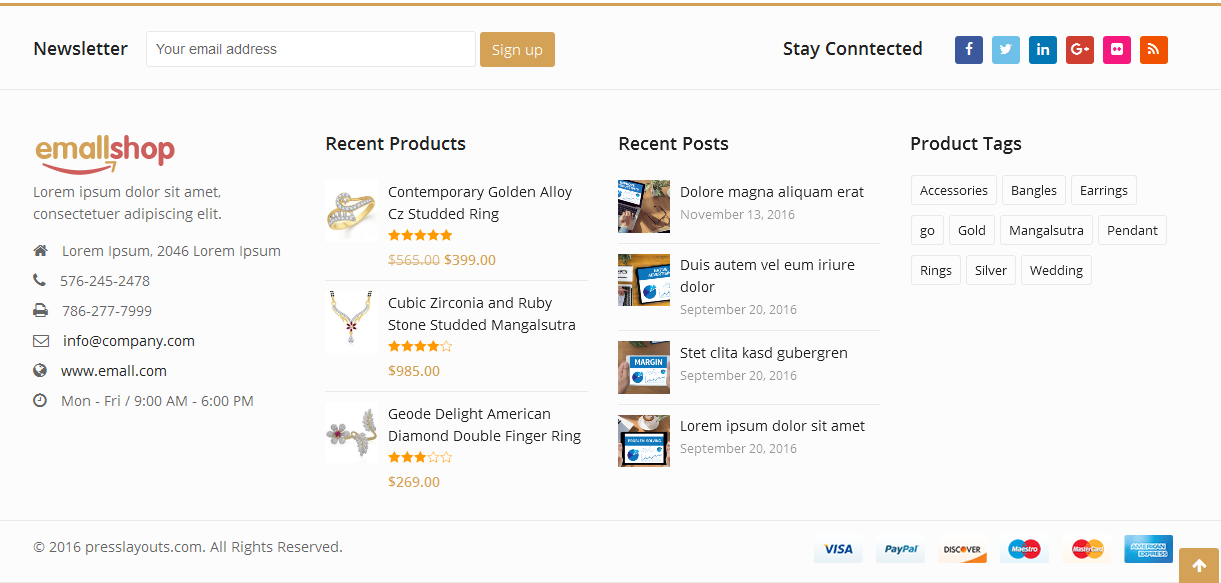 Newsletter
Your email address
Sign up
Stay Conntected
emallshop
Lorem ipsum dolor sit amet,
consectetuer adipiscing elit.
Lorem Ipsum, 2046 Lorem Ipsum
576-245-2478
786-277-7999
info@company.com
www.emall.com
Mon - Fri / 9:00 AM - 6:00 PM
Recent Products
Contemporary Golden Alloy
Cz Studded Ring
$565.00 $399.00
Cubic Zirconia and Ruby
Stone Studded Mangalsutra
$985.00
Geode Delight American
Diamond Double Finger Ring
$269.00
Recent Posts
Dolore magna aliquam erat
November 13, 2016
Duis autem vel eum iriure
dolor
September 20, 2016
MARGIN
Stet clita kasd gubergren
September 20, 2016
PROBLEM SOLVING
Lorem ipsum dolor sit amet
September 20, 2016
Product Tags
Accessories Bangles Earrings
go Gold Mangalsutra Pendant
Rings Silver Wedding
© 2016 presslayouts.com. All Rights Reserved.
VISA PayPal DISCOVER Maestro MasterCard AMERICAN EXPRESS